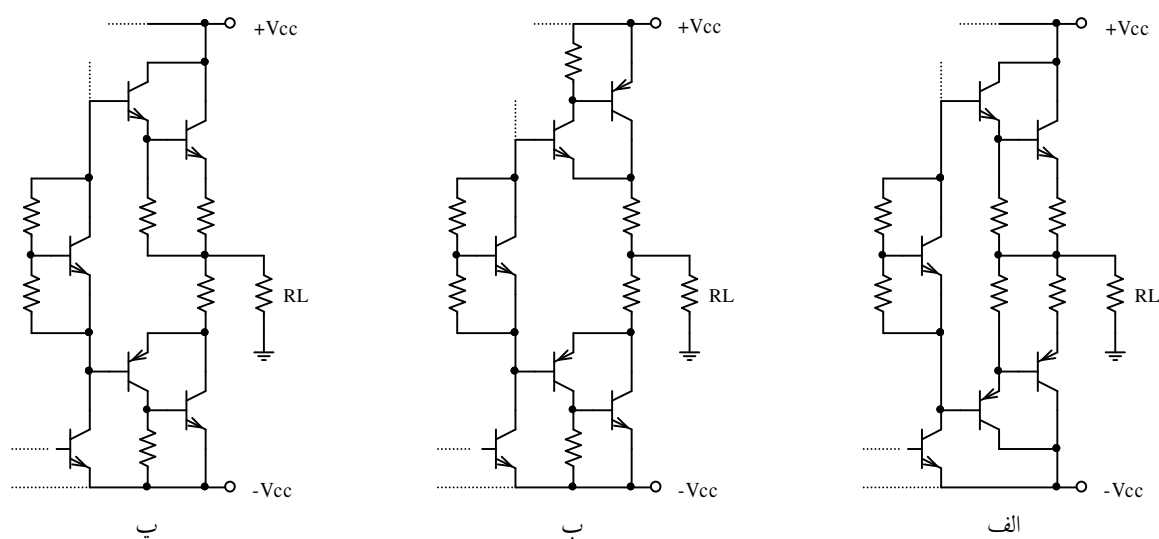 +Vcc +Vcc +Vcc
RL RL RL
-Vcc -Vcc -Vcc
پ ب الف